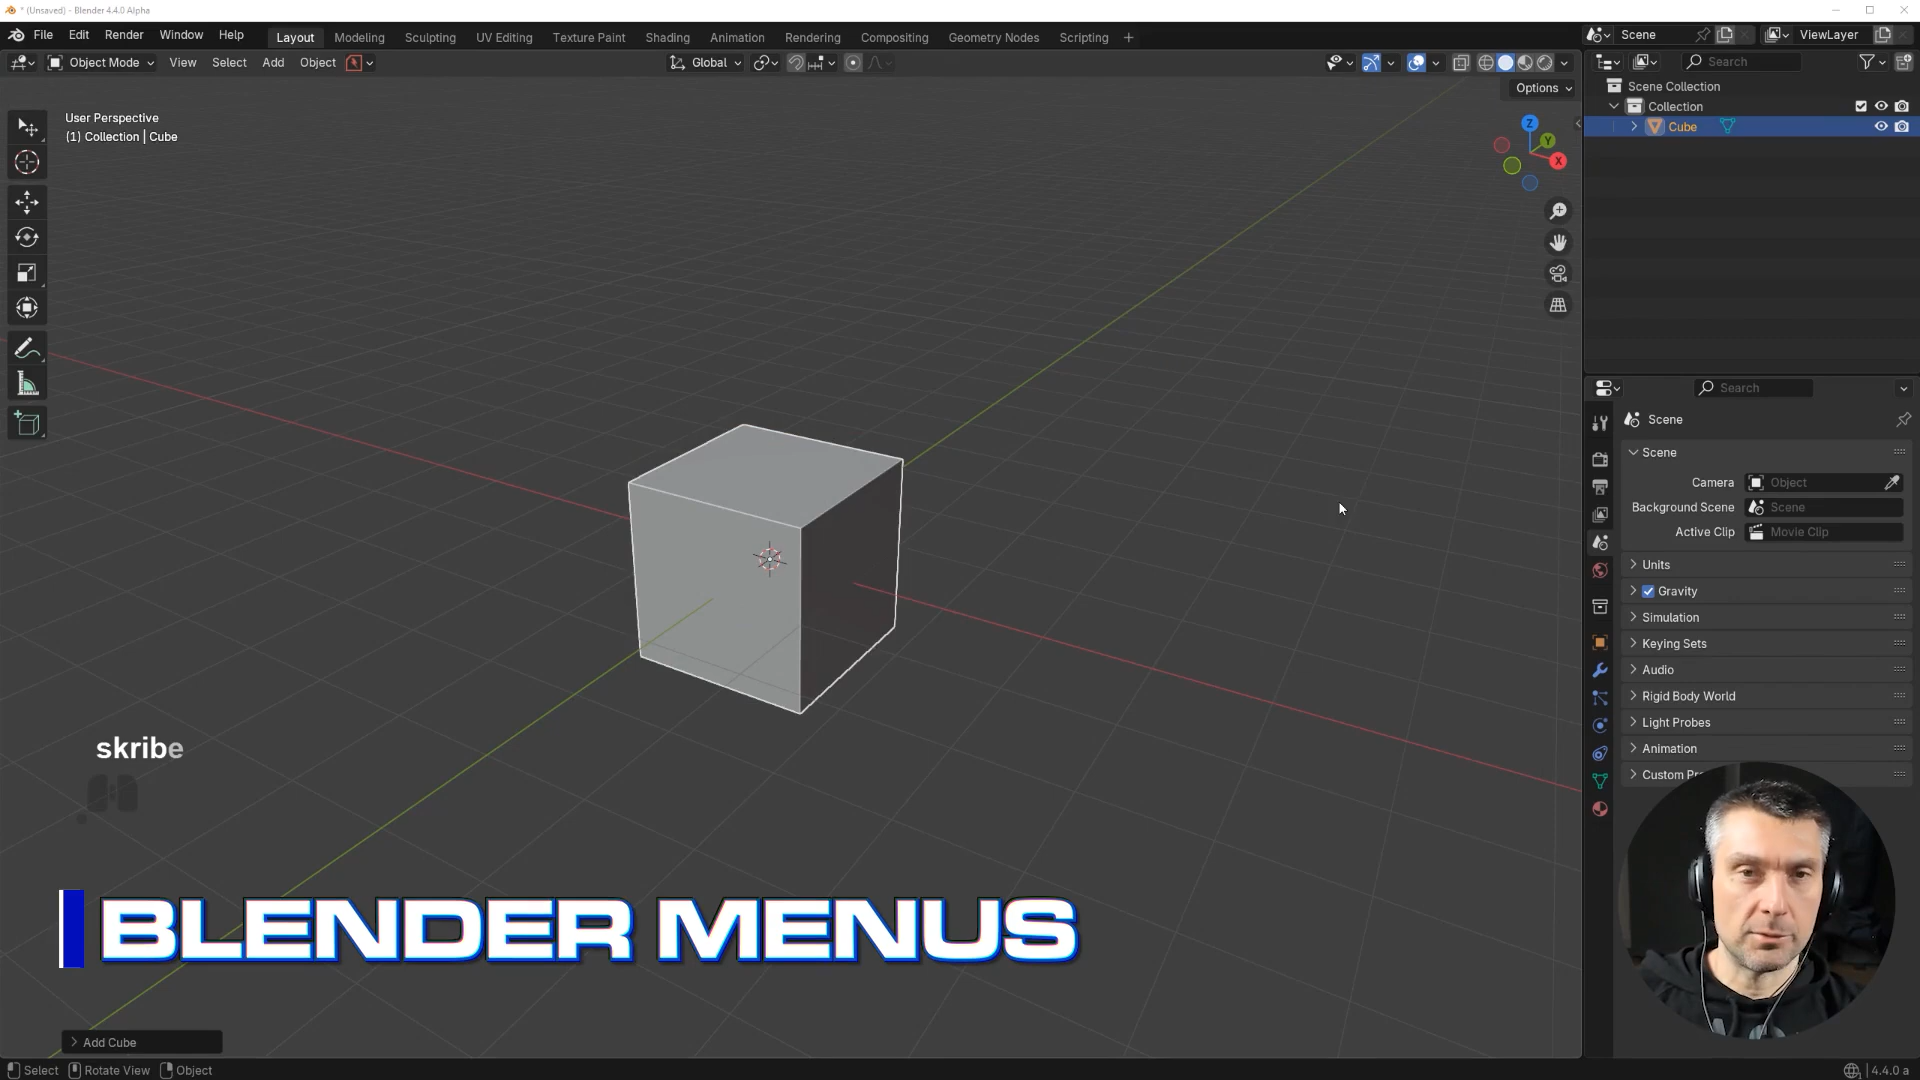 * (Unsaved) - Blender 4.4.0 Alpha
File Edit Render Window Help
Layout Modeling Sculpting UV Editing Texture Paint Shading Animation Rendering Compositing Geometry Nodes Scripting +
Scene
ViewLayer
Object Mode View Select Add Object
Global
Search
Options
Scene Collection
Collection
Cube
User Perspective
(1) Collection | Cube
Z
Y
X
Search
Scene
Scene
Camera Object
Background Scene Scene
Active Clip Movie Clip
Units
Gravity
Simulation
Keying Sets
Audio
Rigid Body World
Light Probes
Animation
Custom Pr
skribe
BLENDER MENUS
Add Cube
Select Rotate View Object
4.4.0 a